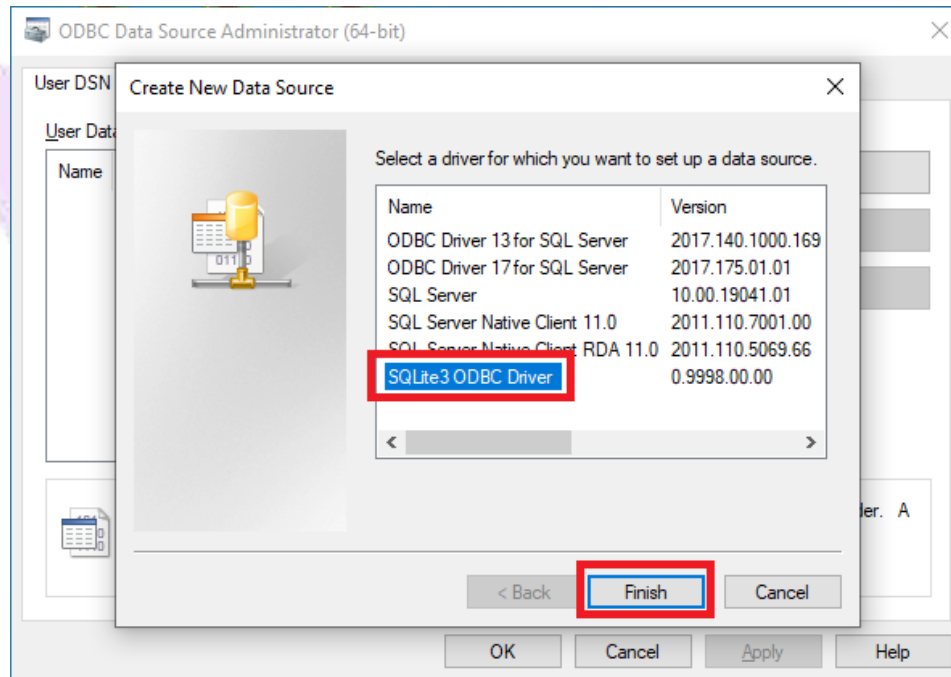 ODBC Data Source Administrator (64-bit)
User DSN
Create New Data Source
User Data
Name
Select a driver for which you want to set up a data source.
Name Version
ODBC Driver 13 for SQL Server 2017.140.1000.169
ODBC Driver 17 for SQL Server 2017.175.01.01
SQL Server 10.00.19041.01
SQL Server Native Client 11.0 2011.110.7001.00
SQL Server Native Client RDA 11.0 2011.110.5069.66
SQLite3 ODBC Driver 0.9998.00.00
der. A
< Back Finish Cancel
OK Cancel Apply Help